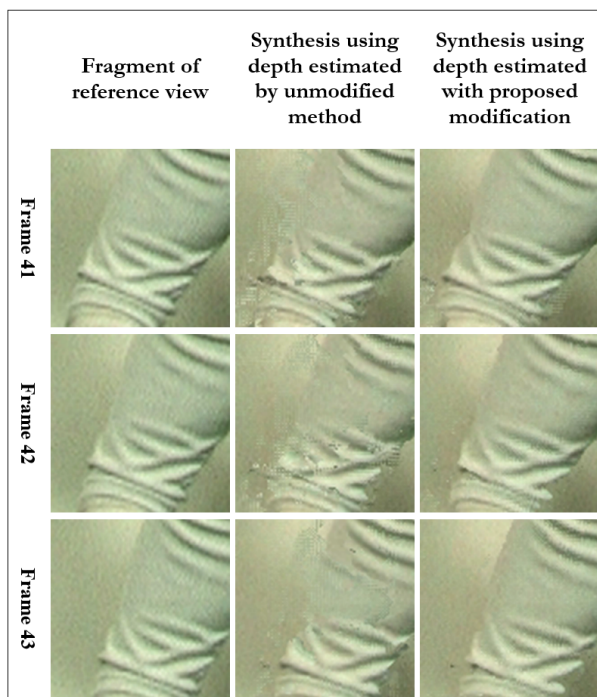 Fragment of
reference view
Synthesis using
depth estimated
by unmodified
method
Synthesis using
depth estimated
with proposed
modification
Frame 41
Frame 42
Frame 43